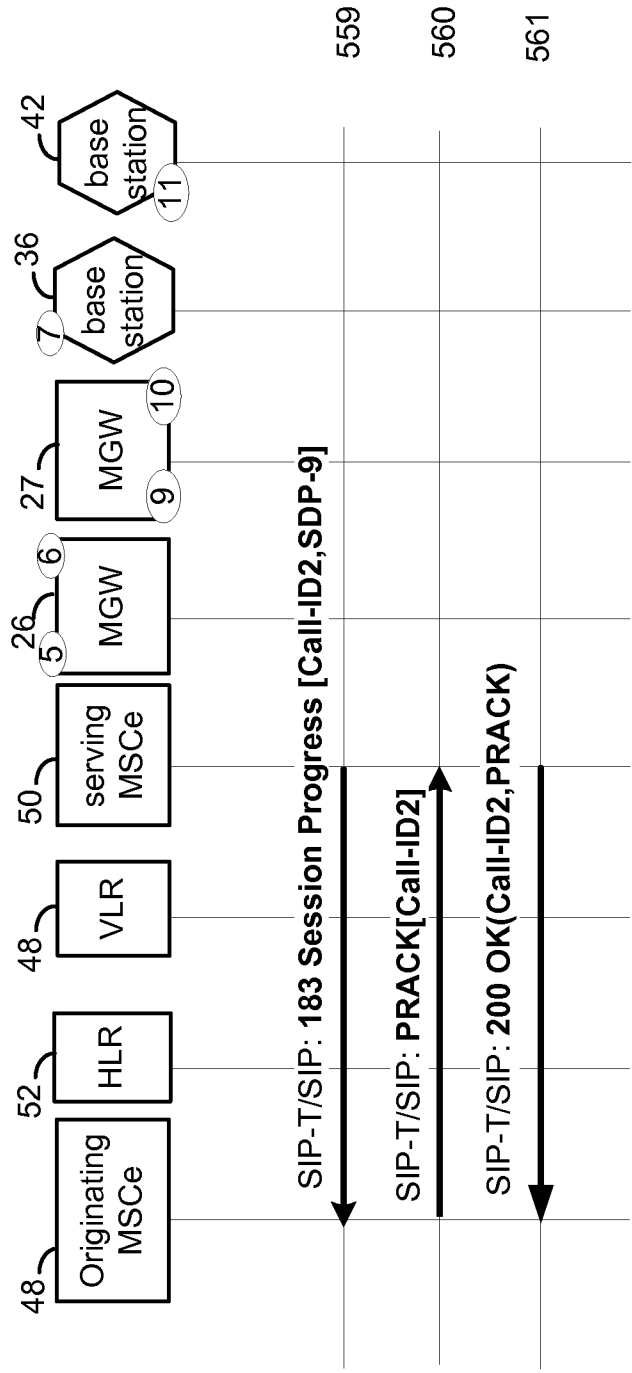 48
Originating
MSCe
52
HLR
48
VLR
50
serving
MSCe
26
5
6
MGW
27
MGW
9
10
36
7
base
station
42
base
station
11
SIP-T/SIP: 183 Session Progress [Call-ID2,SDP-9]
559
SIP-T/SIP: PRACK[Call-ID2]
560
SIP-T/SIP: 200 OK(Call-ID2,PRACK)
561